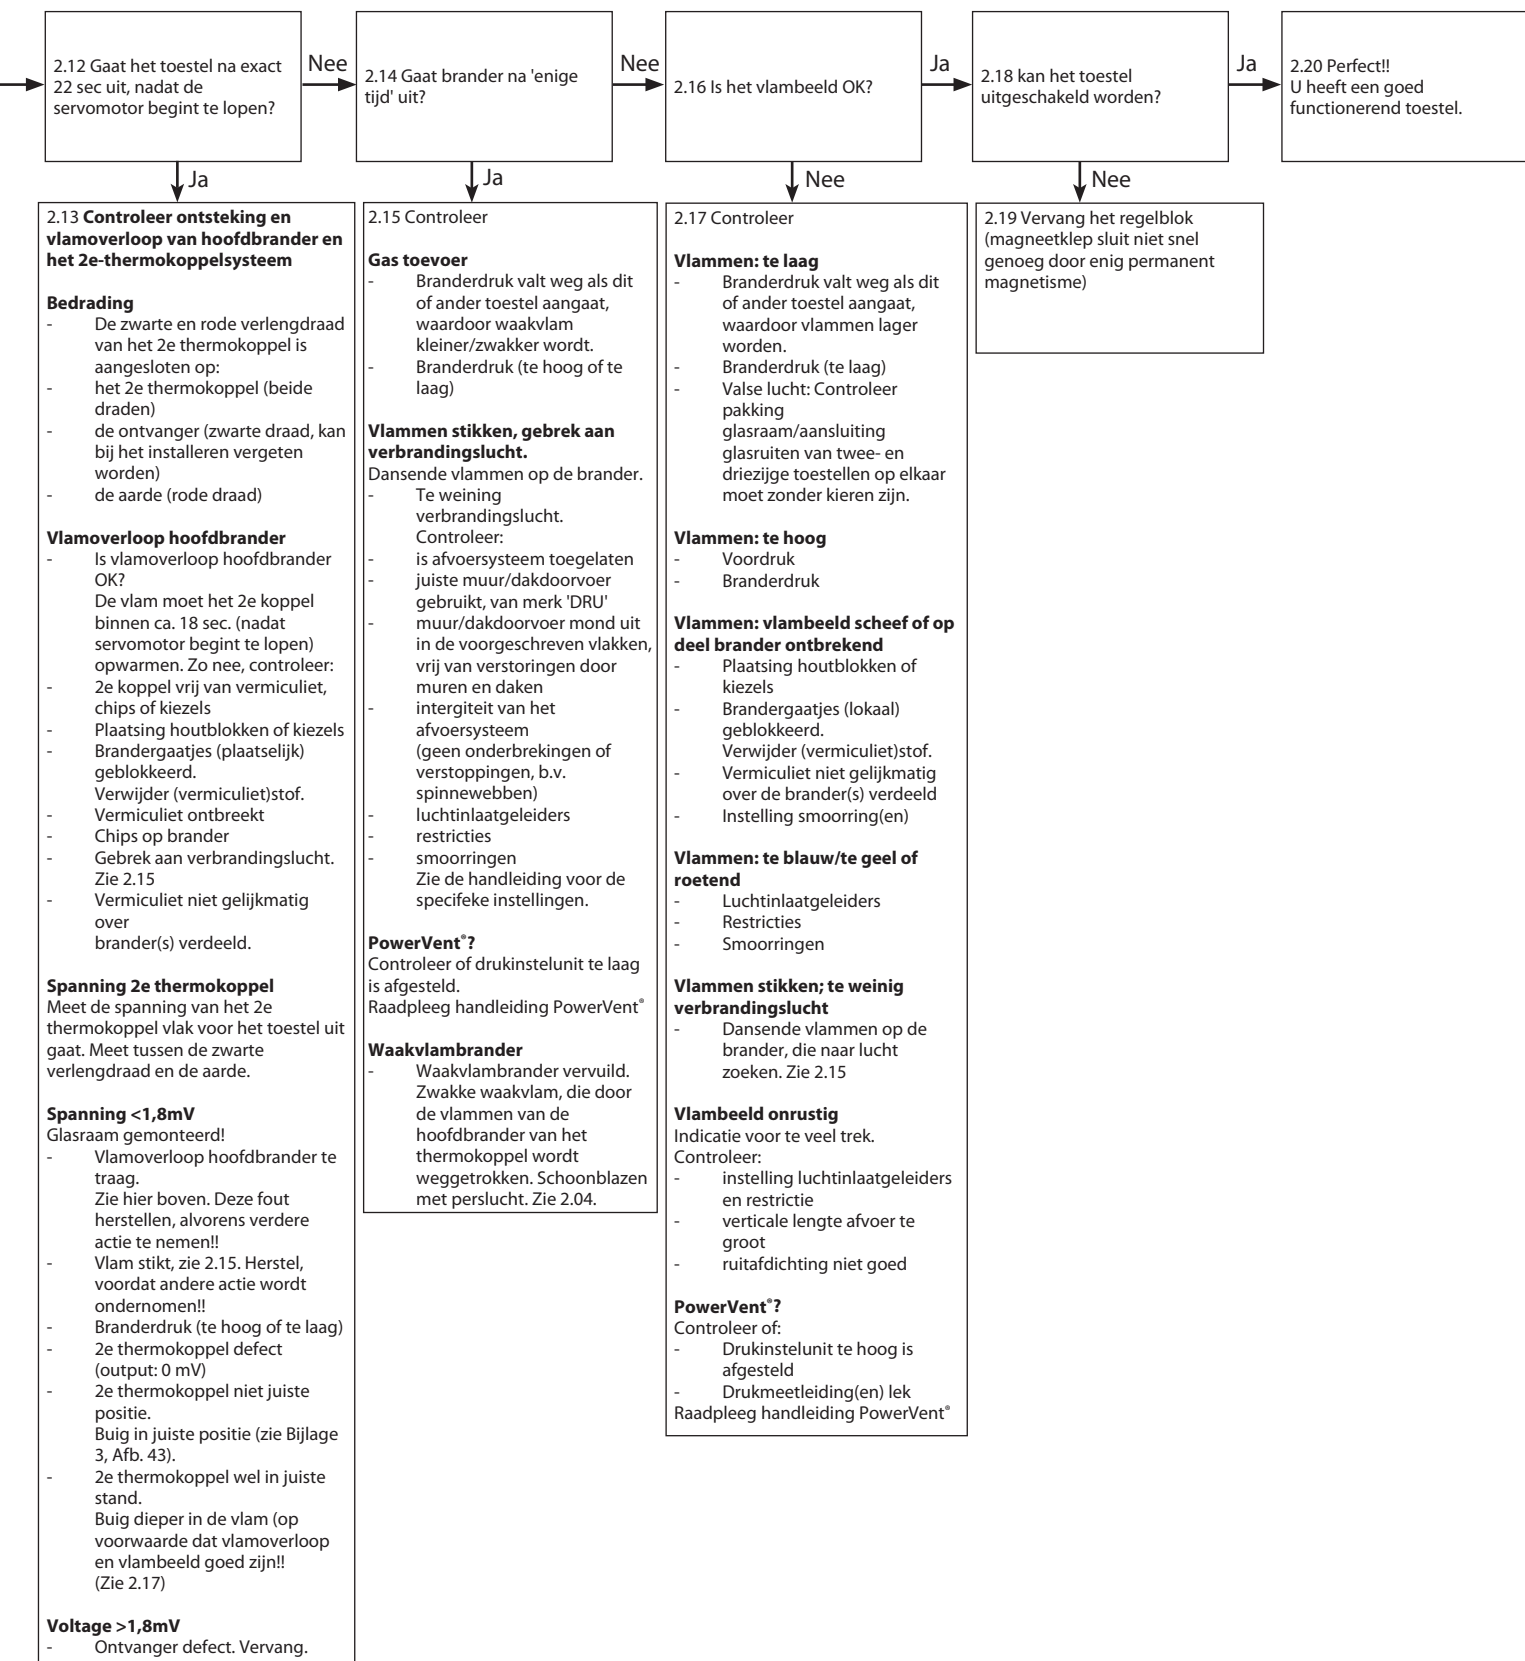 2.12 Gaat het toestel na exact
22 sec uit, nadat de
servomotor begint te lopen?
Nee
2.14 Gaat brander na 'enige
tijd' uit?
Nee
2.16 Is het vlambeeld OK?
Ja
2.18 kan het toestel
uitgeschakeld worden?
Ja
2.20 Perfect!!
U heeft een goed
functionerend toestel.
Ja
Ja
Nee
Nee
2.13 Controleer ontsteking en
vlamoverloop van hoofdbrander en
het 2e-thermokoppelsysteem
Bedrading
- De zwarte en rode verlengdraad
van het 2e thermokoppel is
aangesloten op:
- het 2e thermokoppel (beide
draden)
- de ontvanger (zwarte draad, kan
bij het installeren vergeten
worden)
- de aarde (rode draad)
Vlamoverloop hoofdbrander
- Is vlamoverloop hoofdbrander
OK?
De vlam moet het 2e koppel
binnen ca. 18 sec. (nadat
servomotor begint te lopen)
opwarmen. Zo nee, controleer:
- 2e koppel vrij van vermiculiet,
chips of kiezels
- Plaatsing houtblokken of kiezels
- Brandergaatjes (plaatselijk)
geblokkeerd.
Verwijder (vermiculiet)stof.
- Vermiculiet ontbreekt
- Chips op brander
- Gebrek aan verbrandingslucht.
Zie 2.15
- Vermiculiet niet gelijkmatig
over
brander(s) verdeeld.
Spanning 2e thermokoppel
Meet de spanning van het 2e
thermokoppel vlak voor het toestel uit
gaat. Meet tussen de zwarte
verlengdraad en de aarde.
Spanning <1,8mV
Glasraam gemonteerd!
- Vlamoverloop hoofdbrander te
traag.
Zie hier boven. Deze fout
herstellen, alvorens verdere
actie te nemen!!
- Vlam stikt, zie 2.15. Herstel,
voordat andere actie wordt
ondernomen!!
- Branderdruk (te hoog of te laag)
- 2e thermokoppel defect
(output: 0 mV)
- 2e thermokoppel niet juiste
positie.
Buig in juiste positie (zie Bijlage
3, Afb. 43).
- 2e thermokoppel wel in juiste
stand.
Buig dieper in de vlam (op
voorwaarde dat vlamoverloop
en vlambeeld goed zijn!!
(Zie 2.17)
Voltage >1,8mV
- Ontvanger defect. Vervang.
2.15 Controleer
Gas toevoer
- Branderdruk valt weg als dit
of ander toestel aangaat,
waardoor waakvlam
kleiner/zwakker wordt.
- Branderdruk (te hoog of te
laag)
Vlammen stikken, gebrek aan
verbrandingslucht.
Dansende vlammen op de brander.
- Te weining
verbrandingslucht.
Controleer:
- is afvoersysteem toegelaten
- juiste muur/dakdoorvoer
gebruikt, van merk 'DRU'
- muur/dakdoorvoer mond uit
in de voorgeschreven vlakken,
vrij van verstoringen door
muren en daken
- intergiteit van het
afvoersysteem
(geen onderbrekingen of
verstoppingen, b.v.
spinnewebben)
- luchtinlaatgeleiders
- restricties
- smoorringen
Zie de handleiding voor de
specifeke instellingen.
PowerVent®?
Controleer of drukinstelunit te laag
is afgesteld.
Raadpleeg handleiding PowerVent®
Waakvlambrander
- Waakvlambrander vervuild.
Zwakke waakvlam, die door
de vlammen van de
hoofdbrander van het
thermokoppel wordt
weggetrokken. Schoonblazen
met perslucht. Zie 2.04.
2.17 Controleer
Vlammen: te laag
- Branderdruk valt weg als dit
of ander toestel aangaat,
waardoor vlammen lager
worden.
- Branderdruk (te laag)
- Valse lucht: Controleer
pakking
glasraam/aansluiting
glasruiten van twee- en
driezijge toestellen op elkaar
moet zonder kieren zijn.
Vlammen: te hoog
- Voordruk
- Branderdruk
Vlammen: vlambeeld scheef of op
deel brander ontbrekend
- Plaatsing houtblokken of
kiezels
- Brandergaatjes (lokaal)
geblokkeerd.
Verwijder (vermiculiet)stof.
- Vermiculiet niet gelijkmatig
over de brander(s) verdeeld
- Instelling smoorring(en)
Vlammen: te blauw/te geel of
roetend
- Luchtinlaatgeleiders
- Restricties
- Smoorringen
Vlammen stikken; te weinig
verbrandingslucht
- Dansende vlammen op de
brander, die naar lucht
zoeken. Zie 2.15
Vlambeeld onrustig
Indicatie voor te veel trek.
Controleer:
- instelling luchtinlaatgeleiders
en restrictie
- verticale lengte afvoer te
groot
- ruitafdichting niet goed
PowerVent®?
Controleer of:
- Drukinstelunit te hoog is
afgesteld
- Drukmeetleiding(en) lek
Raadpleeg handleiding PowerVent®
2.19 Vervang het regelblok
(magneetklep sluit niet snel
genoeg door enig permanent
magnetisme)